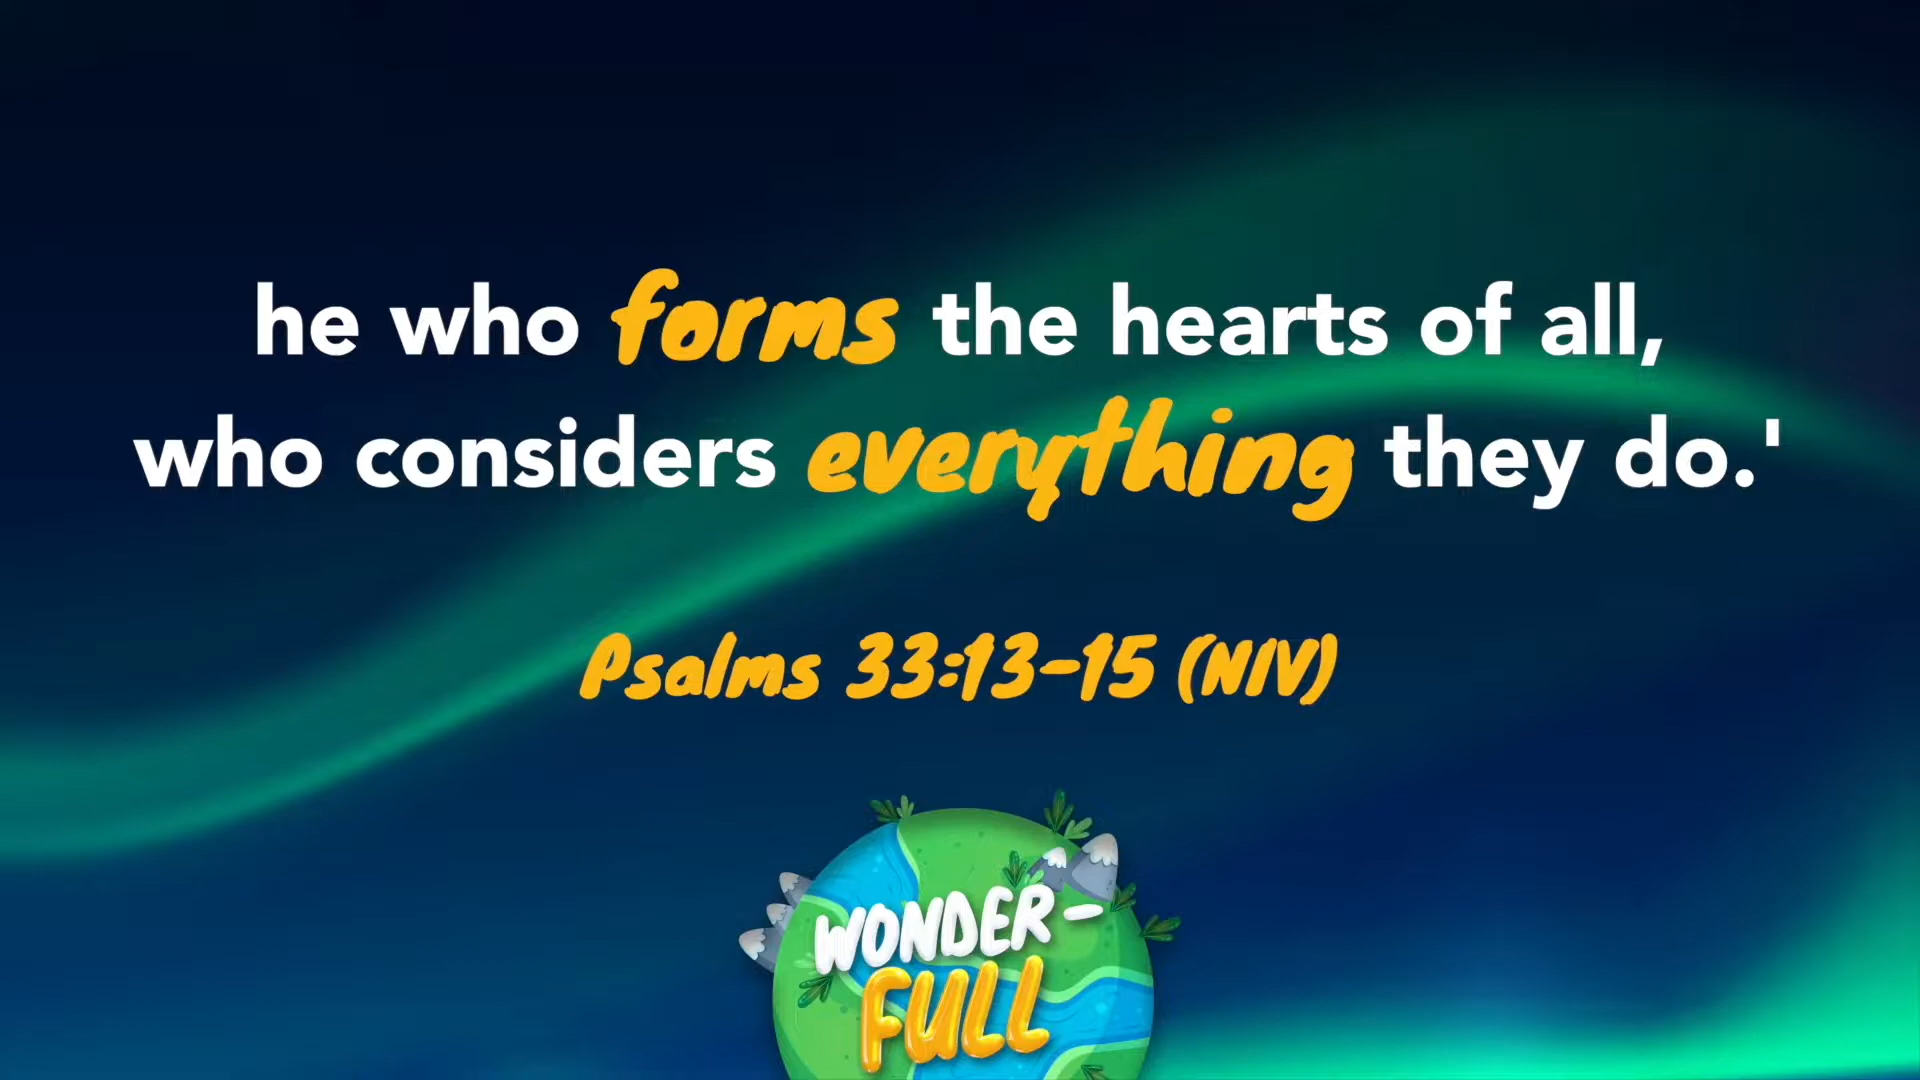 he who forms the hearts of all,
who considers everything they do.'
Psalms 33:13-15 (NIV)
WONDER-
FULL